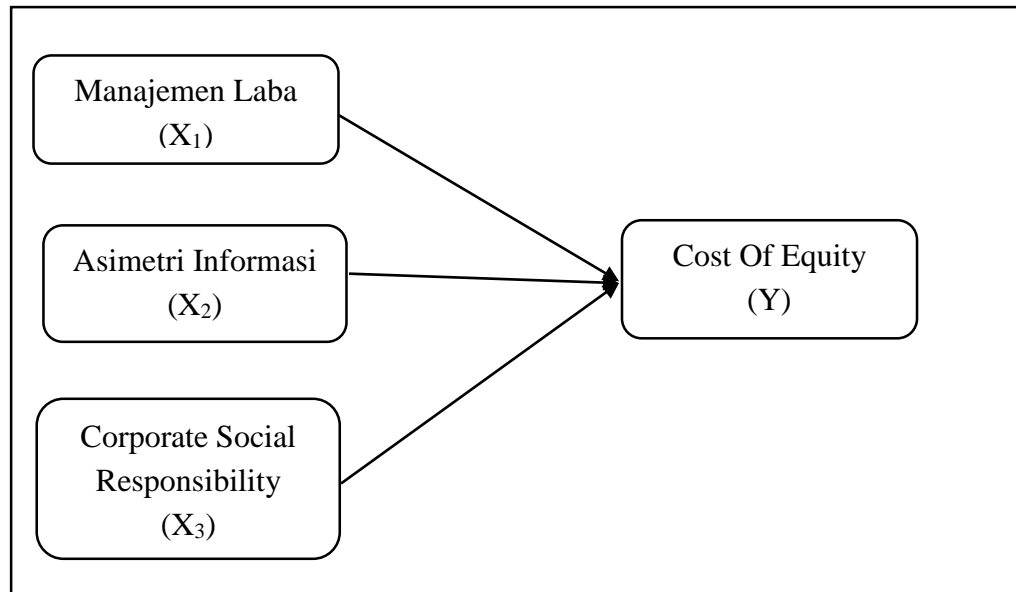 Manajemen Laba
(X₁)
Asimetri Informasi
(X₂)
Corporate Social
Responsibility
(X₃)
Cost Of Equity
(Y)